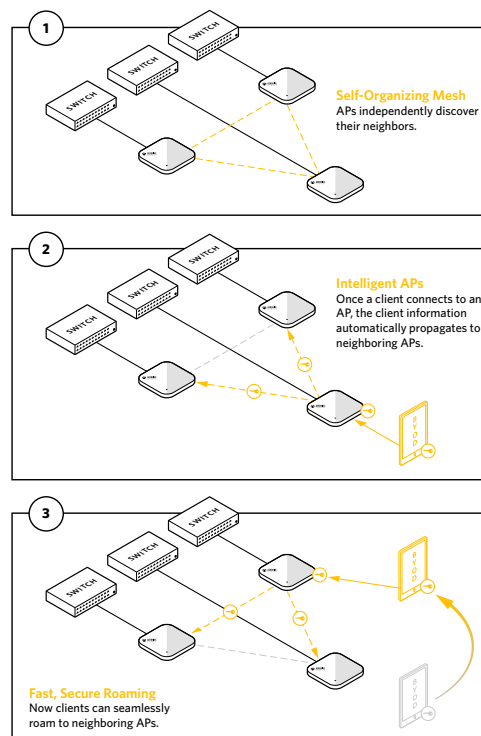 1
SWITCH
SWITCH
SWITCH
Self-Organizing Mesh
APs independently discover
their neighbors.
2
SWITCH
SWITCH
SWITCH
Intelligent APs
Once a client connects to an
AP, the client information
automatically propagates to
neighboring APs.
BYOD
3
SWITCH
SWITCH
SWITCH
BYOD
BYOD
Fast, Secure Roaming
Now clients can seamlessly
roam to neighboring APs.